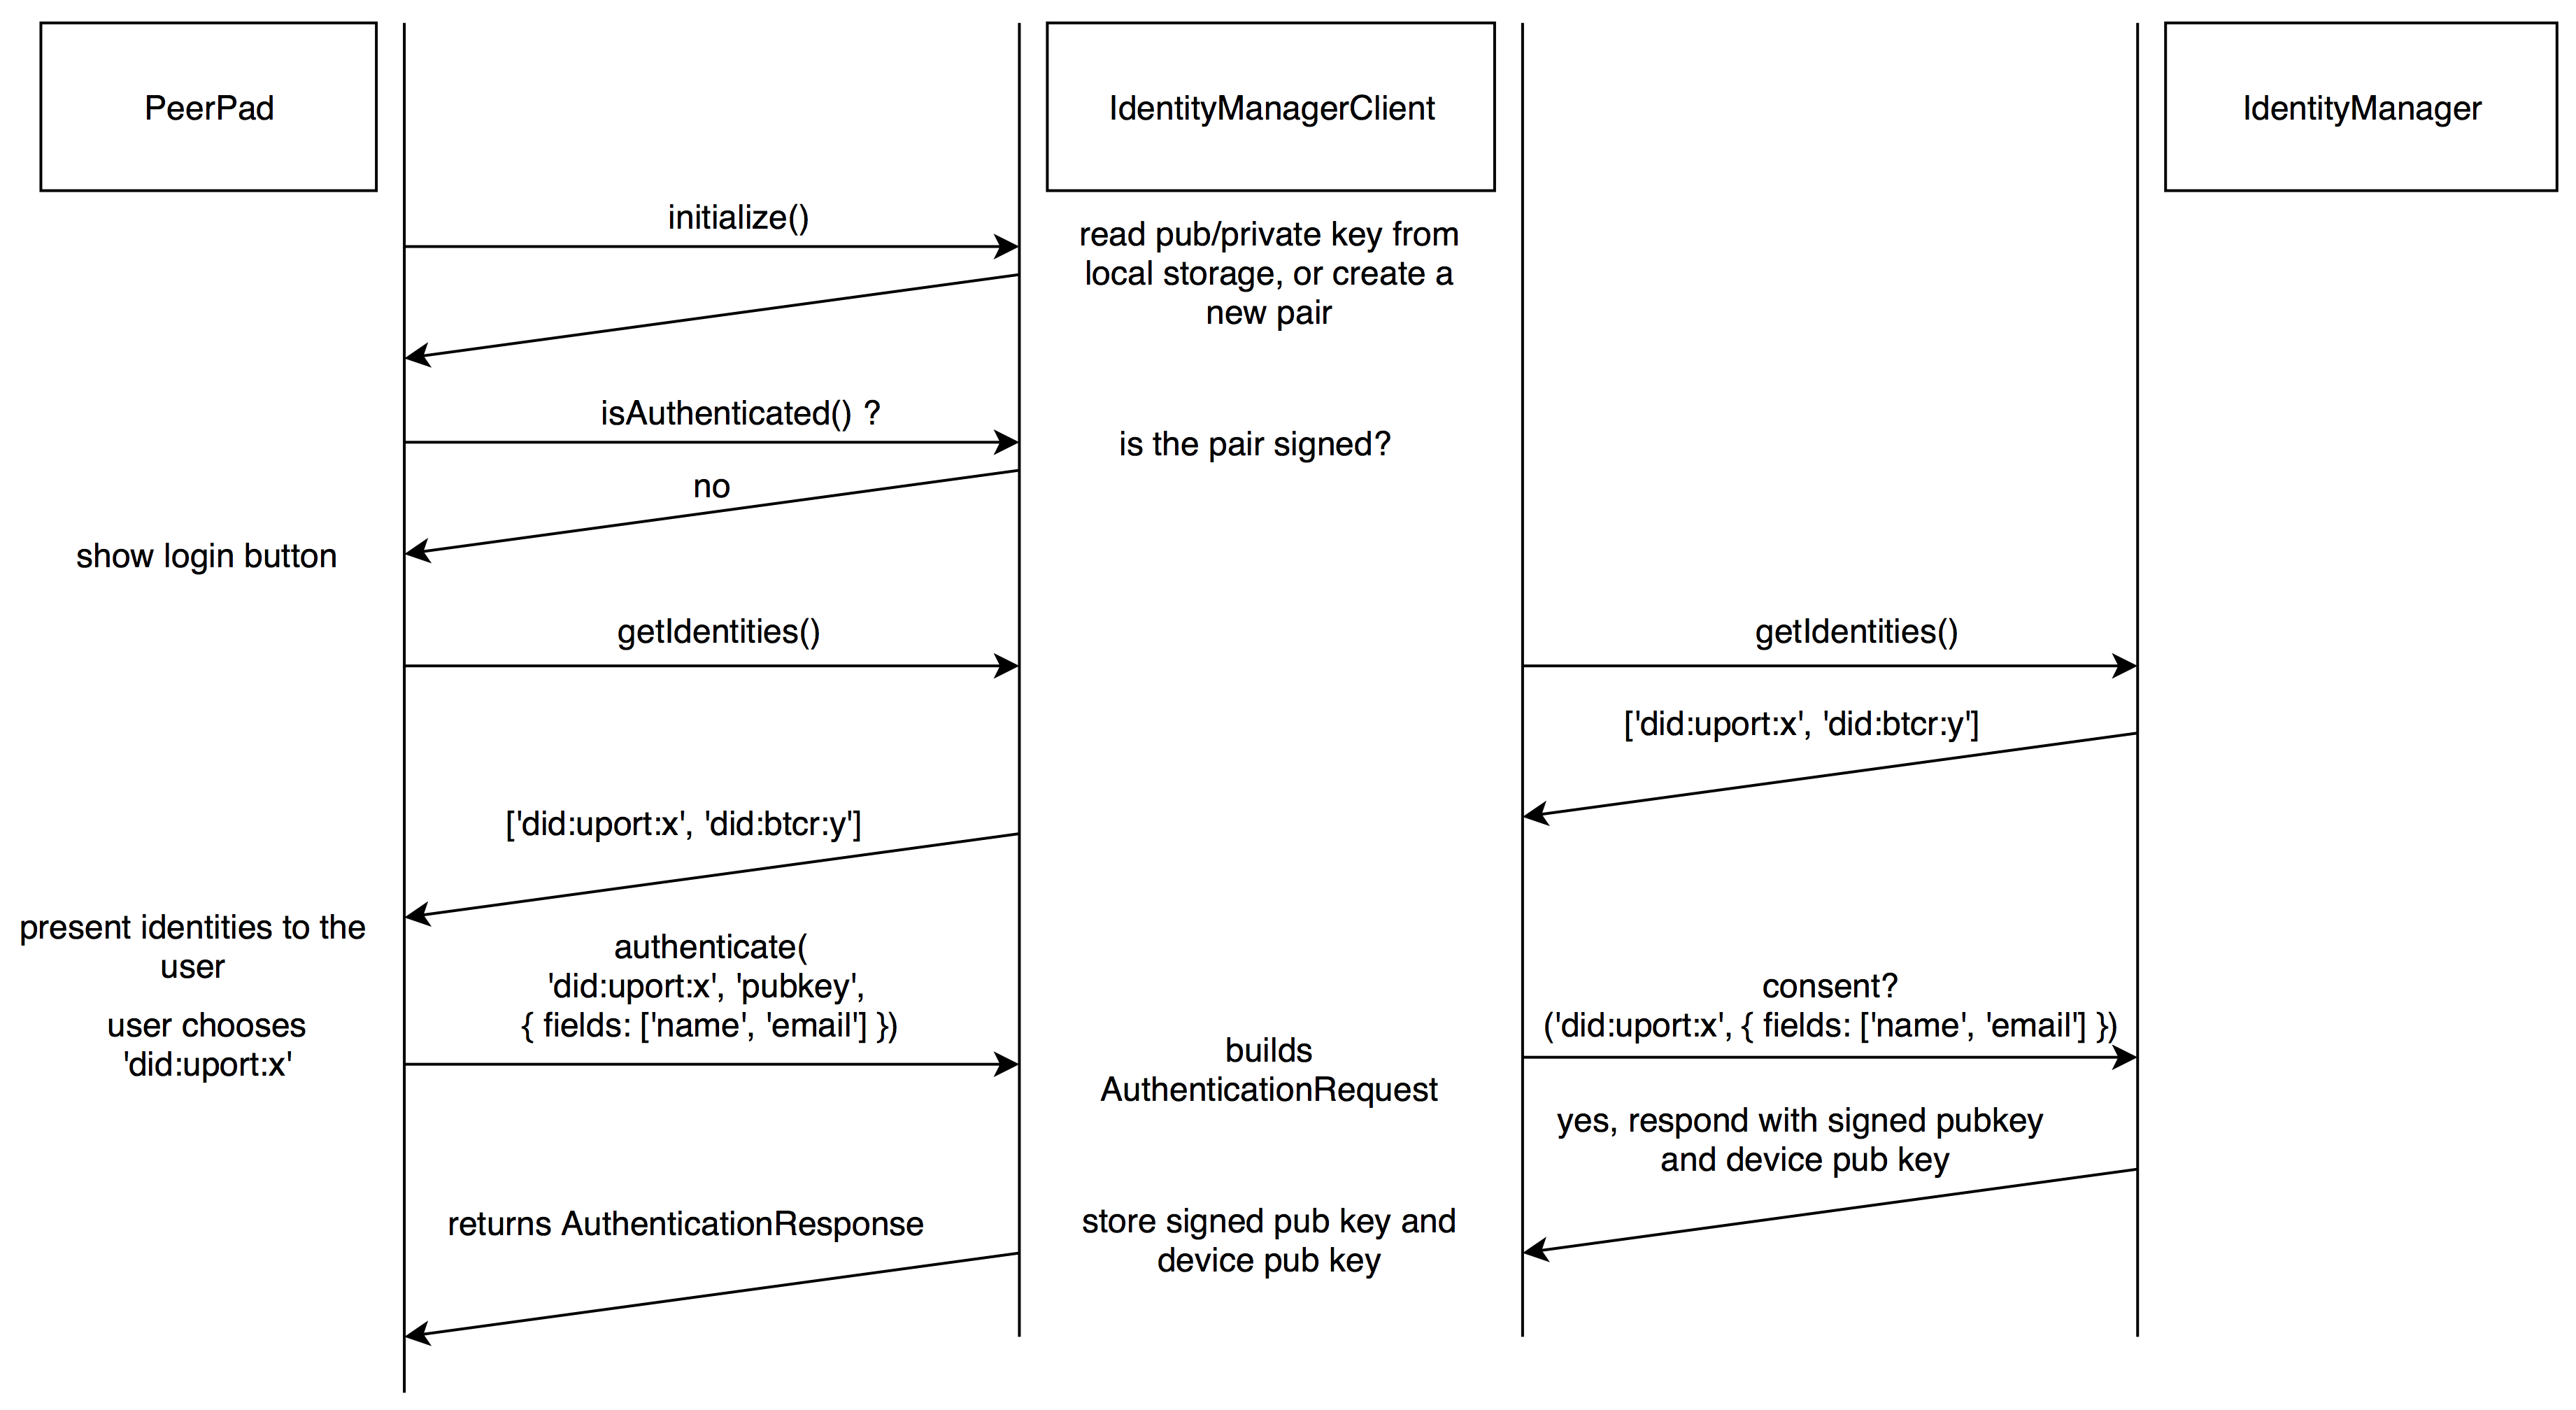 PeerPad
IdentityManagerClient
IdentityManager
initialize()
read pub/private key from
local storage, or create a
new pair
isAuthenticated() ?
is the pair signed?
no
show login button
getIdentities()
getIdentities()
['did:uport:x', 'did:btcr:y']
['did:uport:x', 'did:btcr:y']
present identities to the
user
user chooses
'did:uport:x'
authenticate(
'did:uport:x', 'pubkey',
{ fields: ['name', 'email'] })
builds
AuthenticationRequest
consent?
('did:uport:x', { fields: ['name', 'email'] })
yes, respond with signed pubkey
and device pub key
store signed pub key and
device pub key
returns AuthenticationResponse